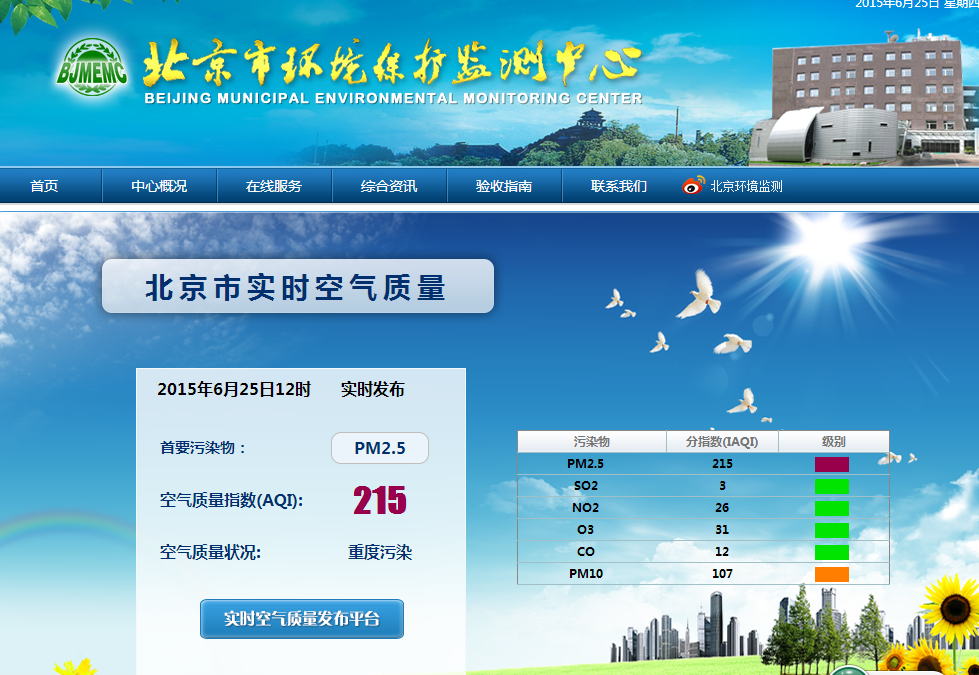 2015年6月25日 星期四
BJMEMC
北京市环境保护监测中心
BEIJING MUNICIPAL ENVIRONMENTAL MONITORING CENTER
首页 中心概况 在线服务 综合资讯 验收指南 联系我们 北京环境监测
北京市实时空气质量
2015年6月25日12时 实时发布
首要污染物： PM2.5
空气质量指数(AQI): 215
空气质量状况: 重度污染
实时空气质量发布平台
污染物 分指数(IAQI) 级别
PM2.5 215
SO2 3
NO2 26
O3 31
CO 12
PM10 107